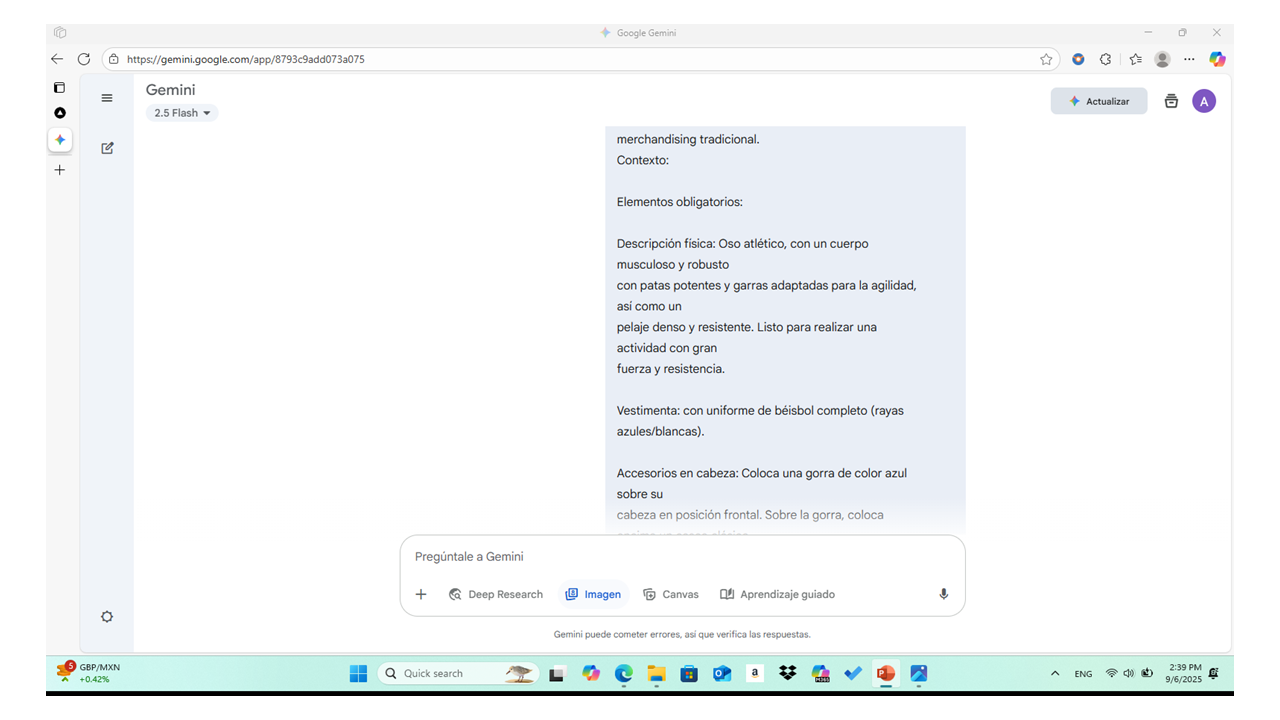 Google Gemini
https://gemini.google.com/app/8793c9add073a075
Gemini
2.5 Flash
Actualizar
A
merchandising tradicional.
Contexto:
Elementos obligatorios:
Descripción física: Oso atlético, con un cuerpo
musculoso y robusto
con patas potentes y garras adaptadas para la agilidad,
así como un
pelaje denso y resistente. Listo para realizar una
actividad con gran
fuerza y resistencia.
Vestimenta: con uniforme de béisbol completo (rayas
azules/blancas).
Accesorios en cabeza: Coloca una gorra de color azul
sobre su
cabeza en posición frontal. Sobre la gorra, coloca
Pregúntale a Gemini
Deep Research
Imagen
Canvas
Aprendizaje guiado
Gemini puede cometer errores, así que verifica las respuestas.
5
GBP/MXN
+0.42%
Quick search
a
M365
ENG
2:39 PM
9/6/2025